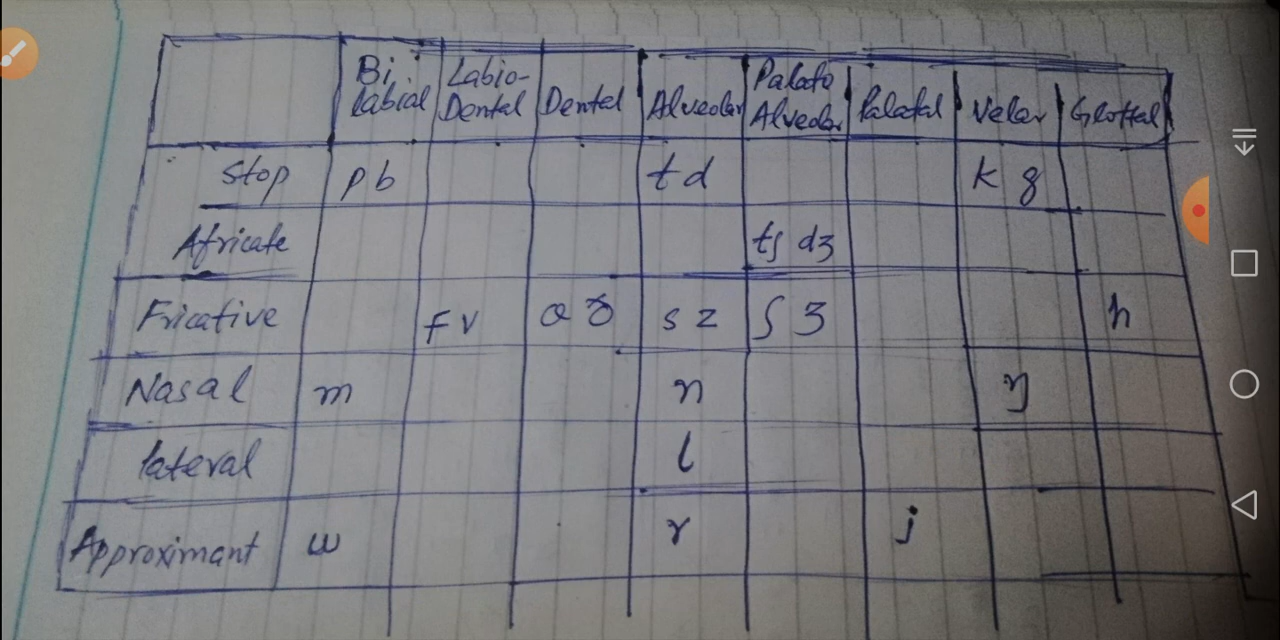 Bi Labio- Palato
labial Dental Dental Alveolar Alveolar Palatal Velar Glottal
Stop p b t d k g
Africate tʃ dʒ
Fricative f v θ ð s z ʃ ʒ h
Nasal m n ŋ
lateral l
Approximant w r j